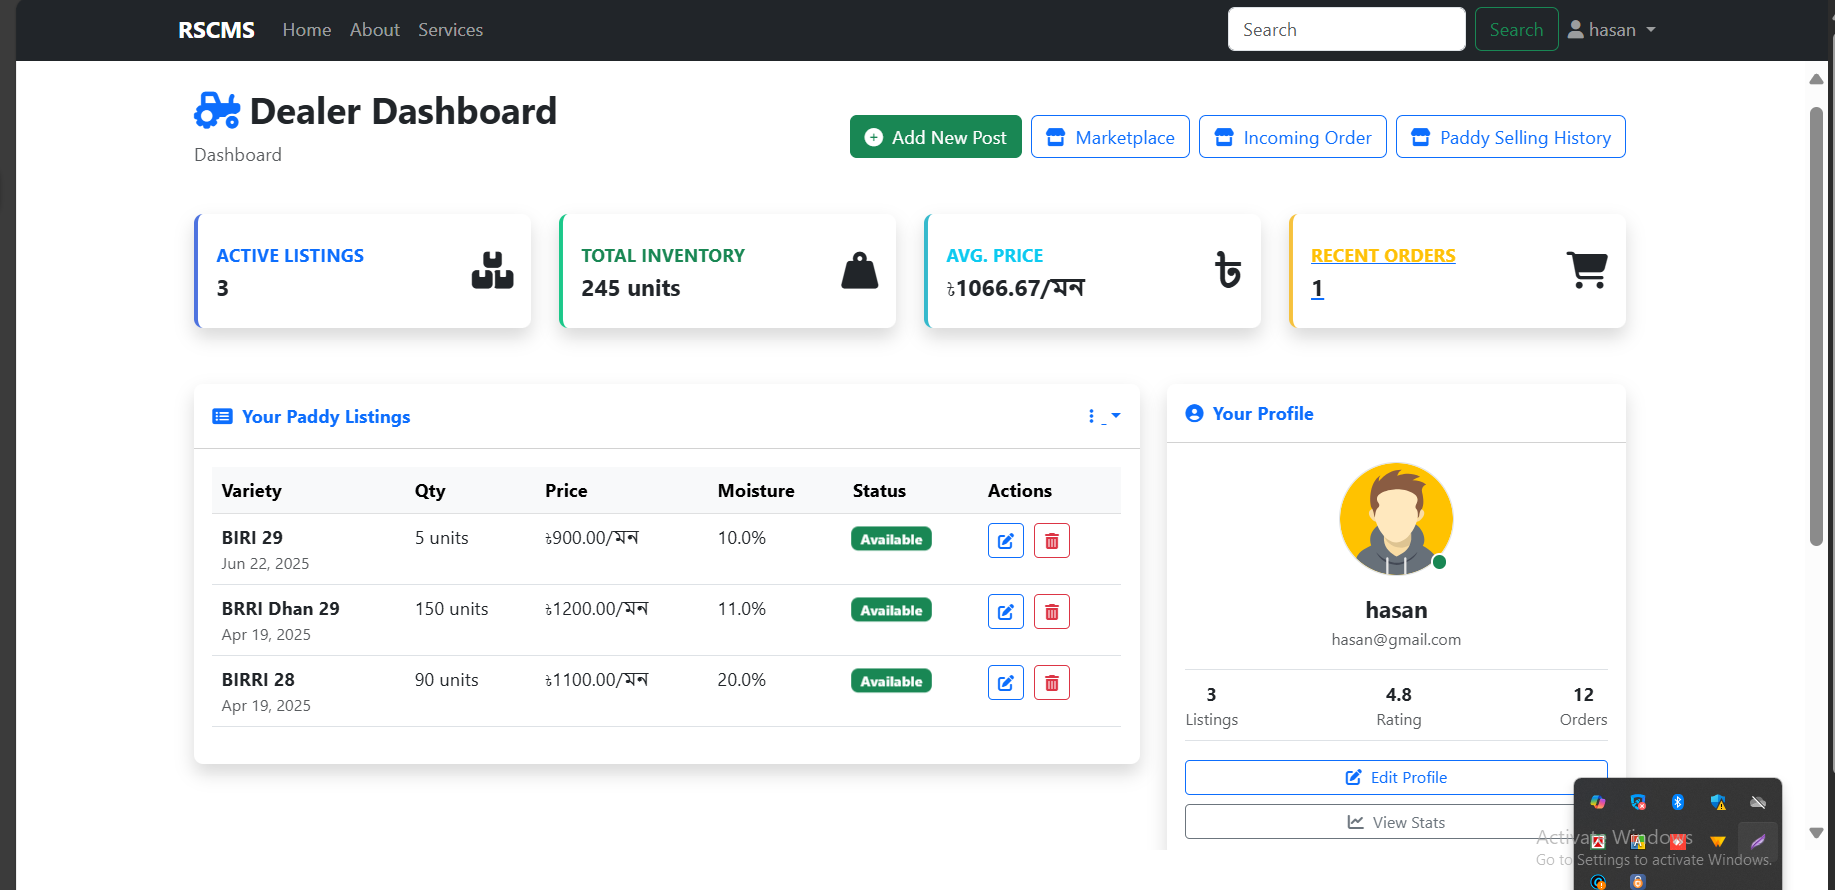 RSCMS Home About Services Search Search hasan
Dealer Dashboard
Dashboard
Add New Post Marketplace Incoming Order Paddy Selling History
ACTIVE LISTINGS
3
TOTAL INVENTORY
245 units
AVG. PRICE
৳1066.67/মন
৳
RECENT ORDERS
1
Your Paddy Listings
Variety Qty Price Moisture Status Actions
BIRI 29 5 units ৳900.00/মন 10.0% Available
Jun 22, 2025
BRRI Dhan 29 150 units ৳1200.00/মন 11.0% Available
Apr 19, 2025
BIRRI 28 90 units ৳1100.00/মন 20.0% Available
Apr 19, 2025
Your Profile
hasan
hasan@gmail.com
3 4.8 12
Listings Rating Orders
Edit Profile
View Stats
Activate Windows
Go to Settings to activate Windows.